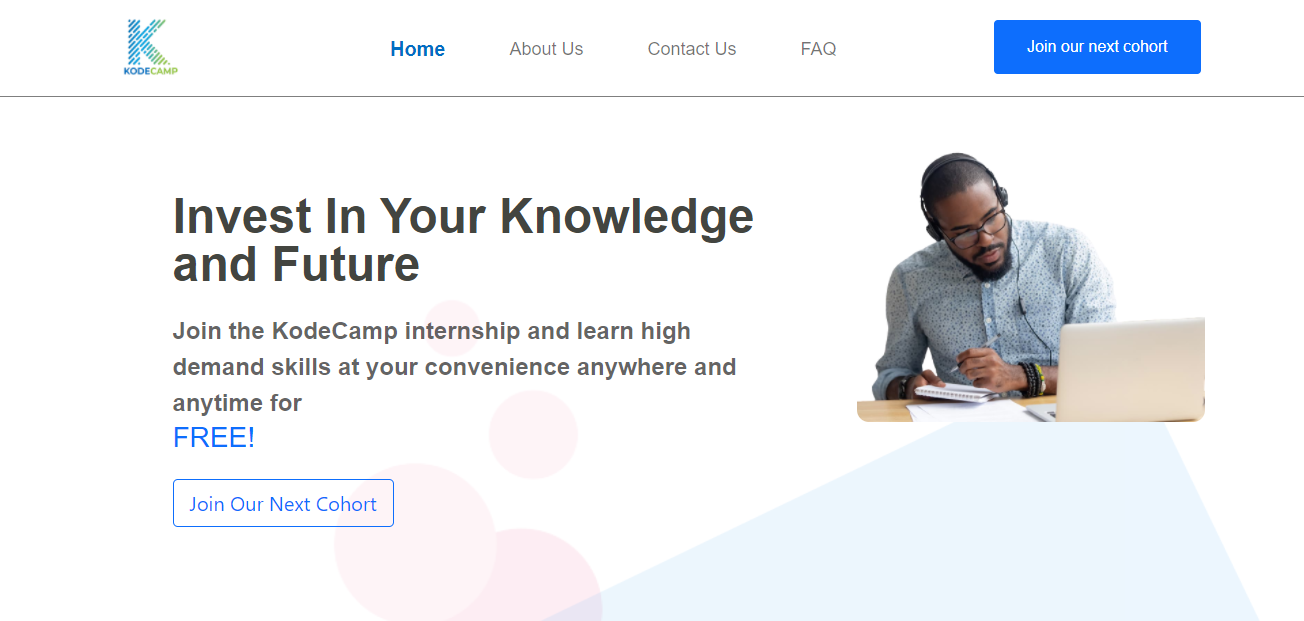 KODECAMP
Home
About Us
Contact Us
FAQ
Join our next cohort
Invest In Your Knowledge
and Future
Join the KodeCamp internship and learn high
demand skills at your convenience anywhere and
anytime for
FREE!
Join Our Next Cohort